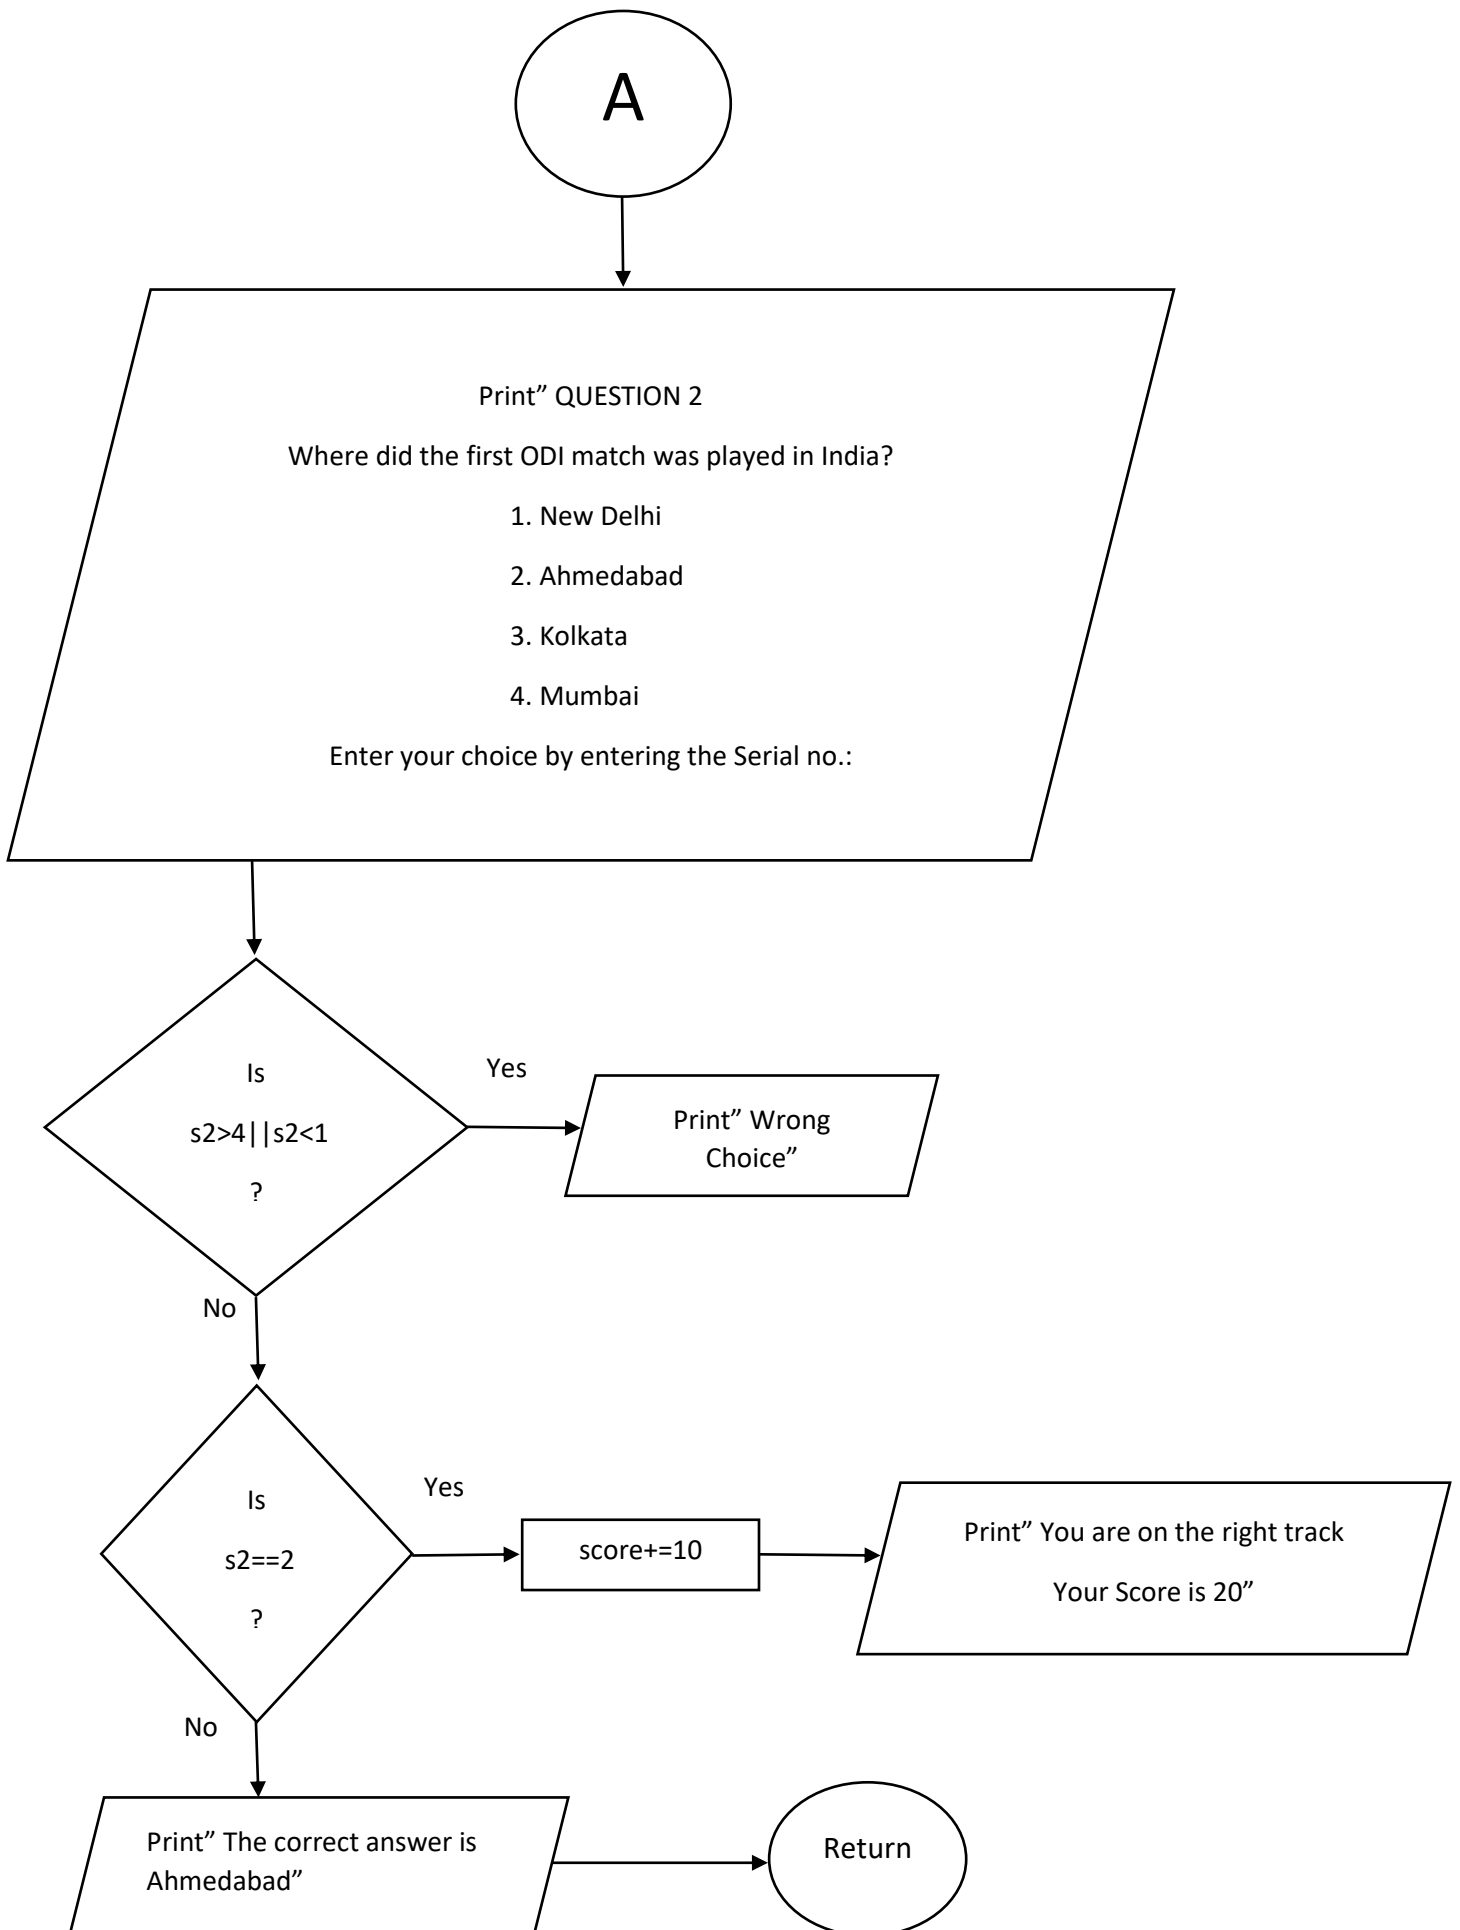 A
Print” QUESTION 2
Where did the first ODI match was played in India?
1. New Delhi
2. Ahmedabad
3. Kolkata
4. Mumbai
Enter your choice by entering the Serial no.:
Is
s2>4||s2<1
?
Yes
Print” Wrong
Choice”
No
Is
s2==2
?
Yes
score+=10
Print” You are on the right track
Your Score is 20”
No
Print” The correct answer is
Ahmedabad”
Return